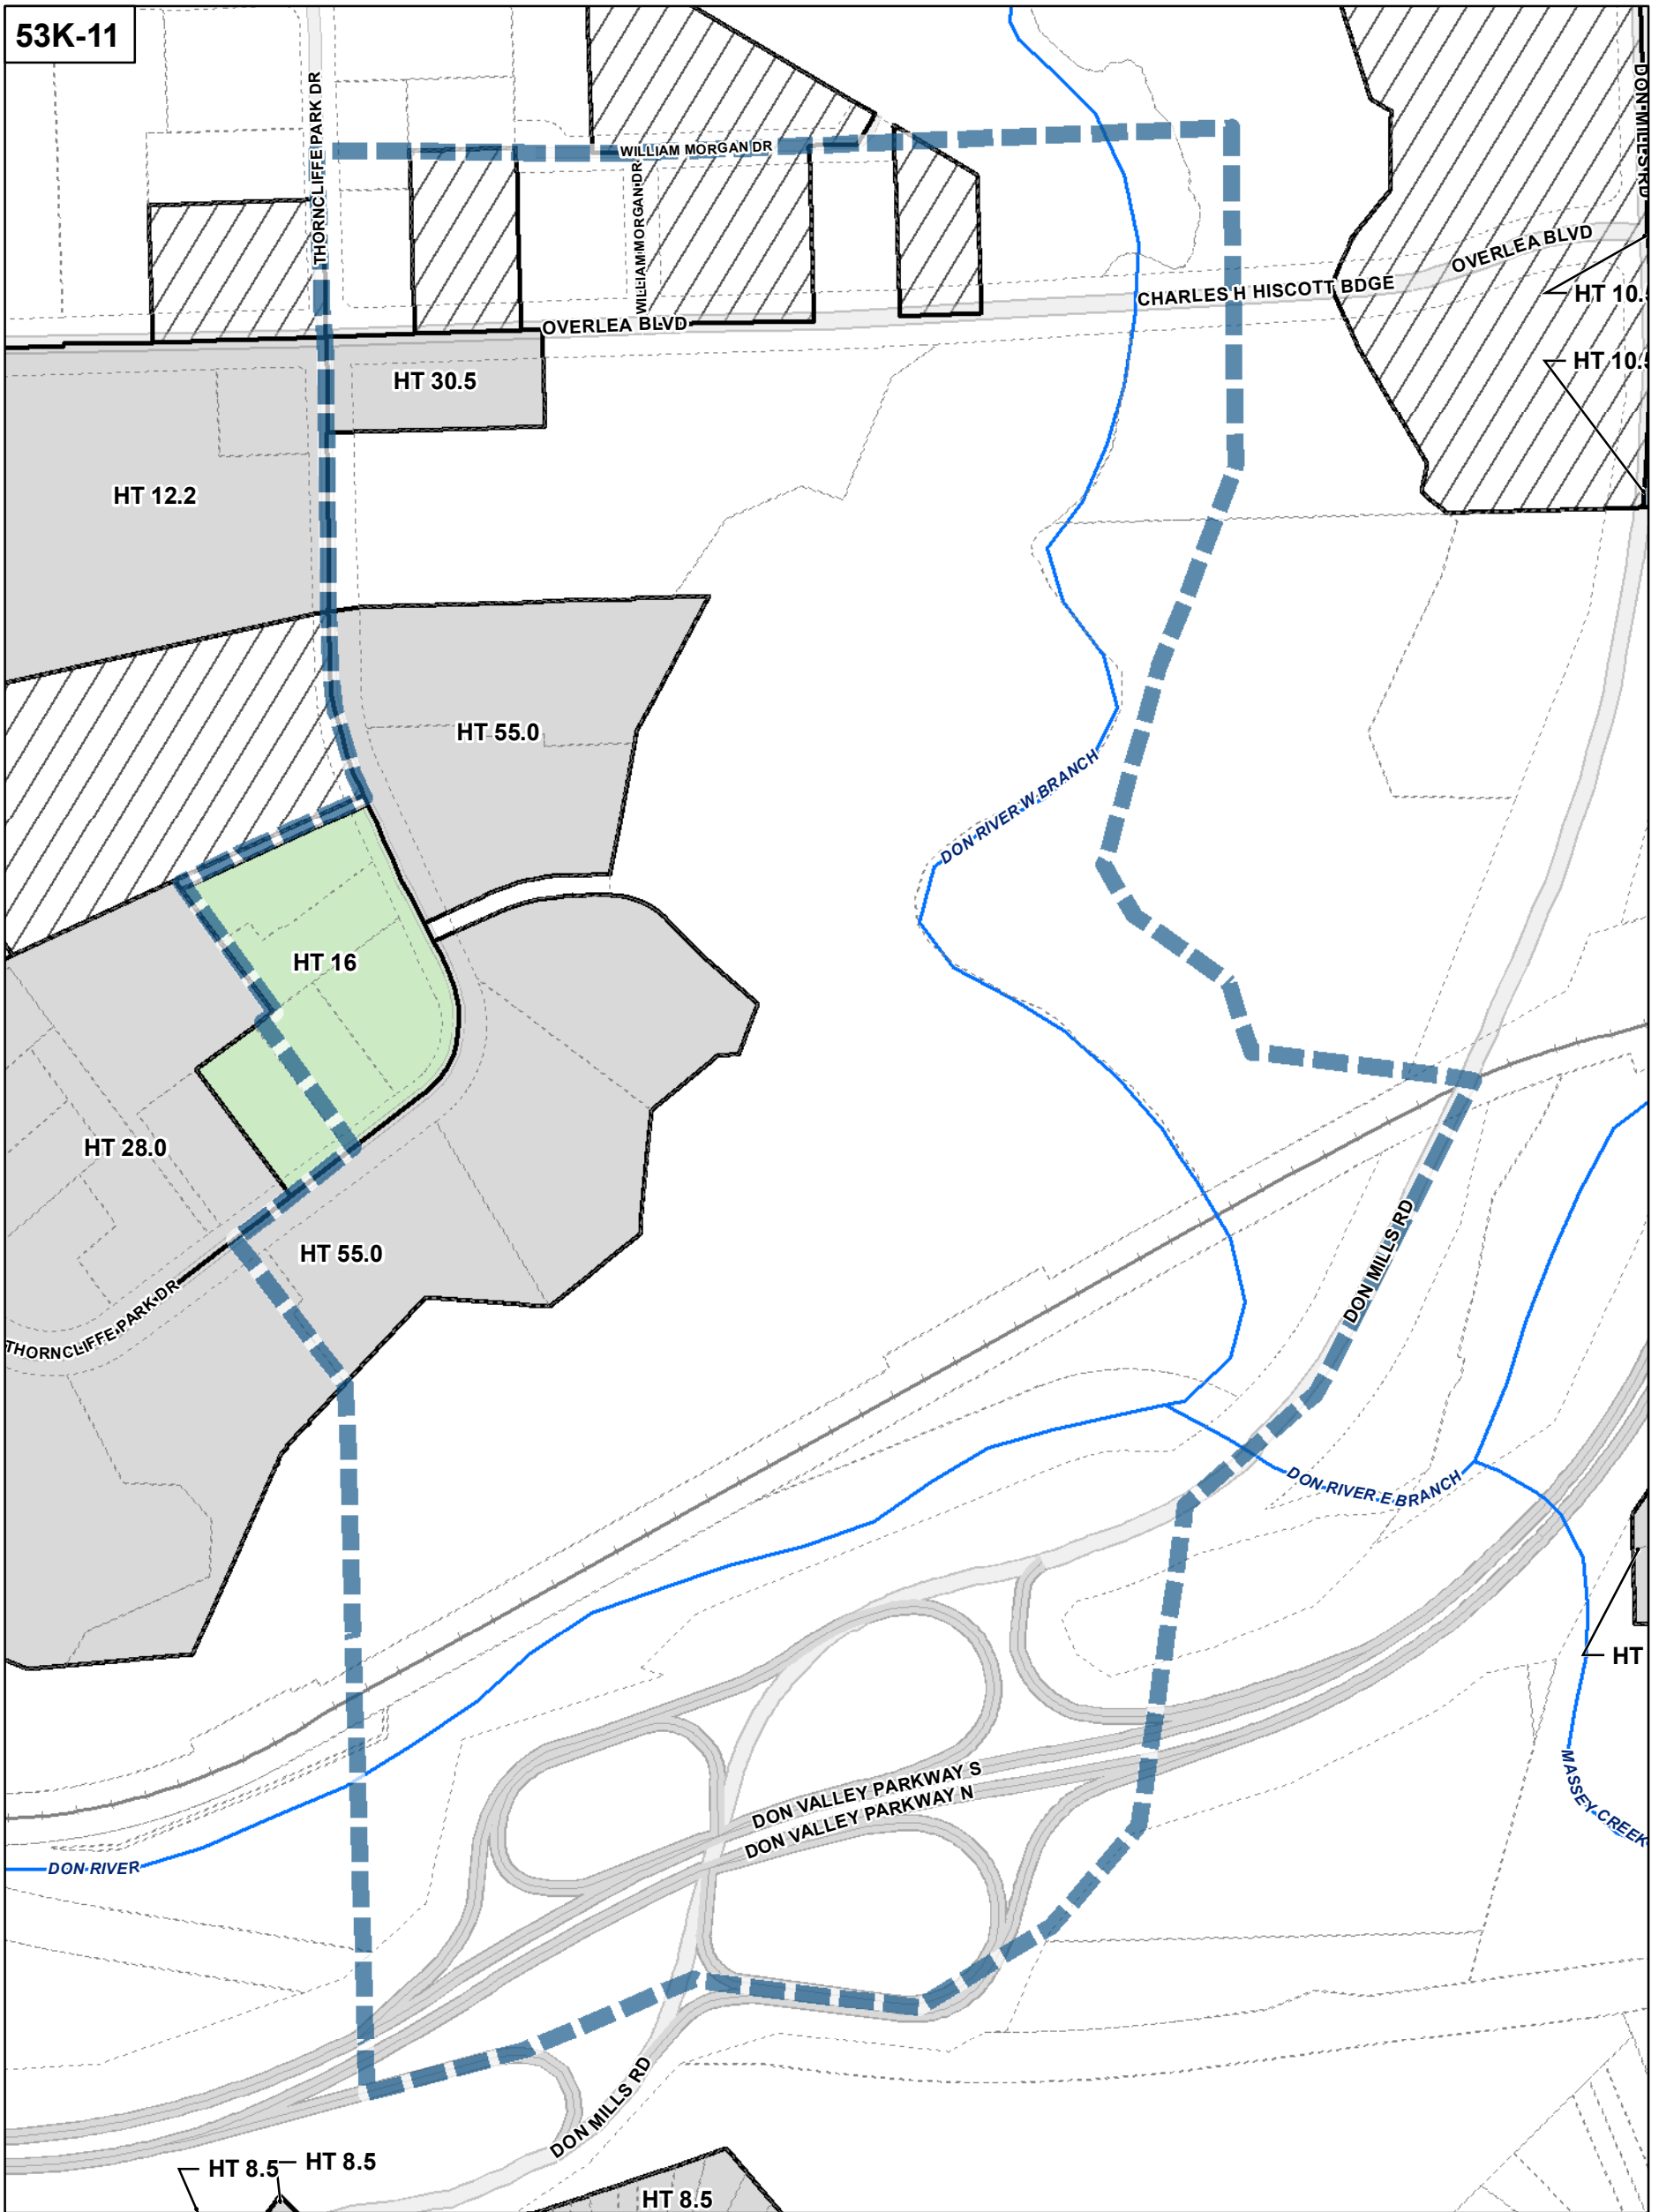 53K-11
THORNCLIFFE PARK DR
WILLIAM MORGAN DR
WILLIAM MORGAN DR
DON MILLS RD
OVERLEA BLVD
CHARLES H HISCOTT BDGE
OVERLEA BLVD
HT 30.5
HT 12.2
HT 55.0
DON RIVER W BRANCH
HT 16
HT 28.0
HT 55.0
THORNCLIFFE PARK DR
DON MILLS RD
DON RIVER E BRANCH
HT
DON VALLEY PARKWAY S
DON VALLEY PARKWAY N
MASSEY CREEK
DON RIVER
DON MILLS RD
HT 8.5
HT 8.5
HT 8.5